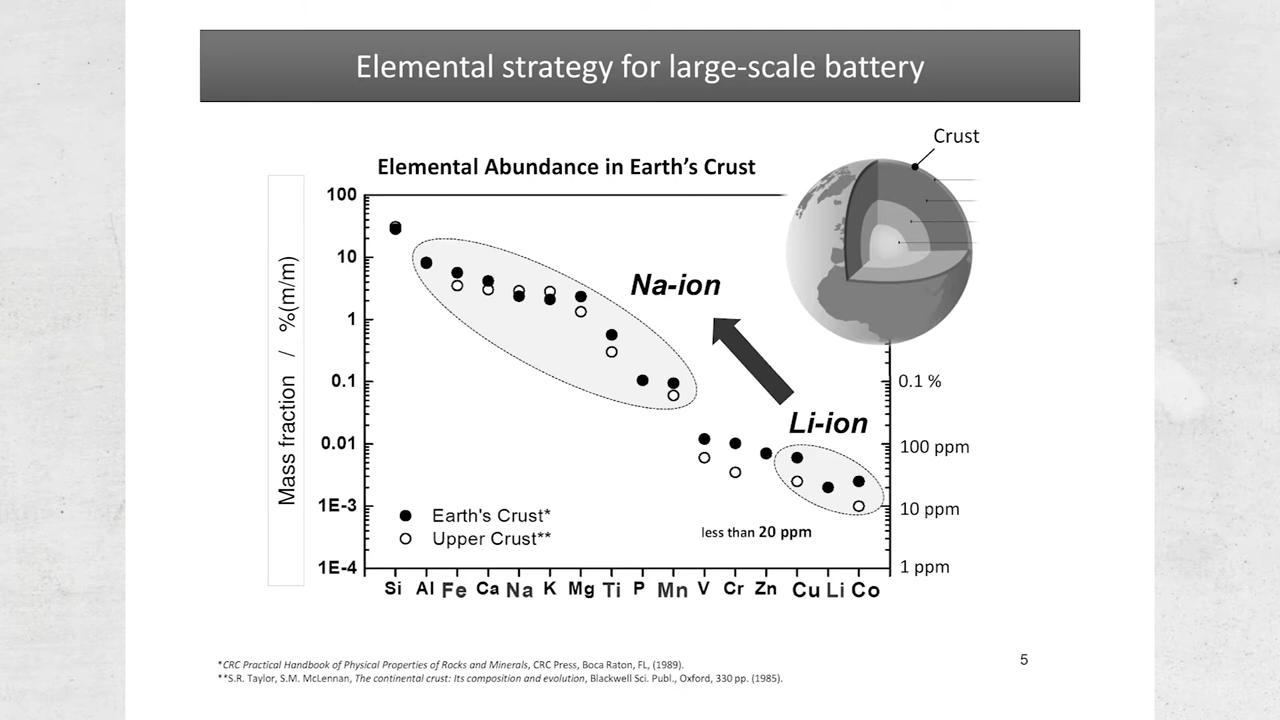 Elemental strategy for large-scale battery
Crust
Elemental Abundance in Earth's Crust
Mass fraction / %(m/m)
100
10
1
0.1
0.01
1E-3
1E-4
Na-ion
Li-ion
0.1 %
100 ppm
10 ppm
1 ppm
Earth's Crust*
Upper Crust**
less than 20 ppm
Si Al Fe Ca Na K Mg Ti P Mn V Cr Zn Cu Li Co
*CRC Practical Handbook of Physical Properties of Rocks and Minerals, CRC Press, Boca Raton, FL, (1989).
**S.R. Taylor, S.M. McLennan, The continental crust: Its composition and evolution, Blackwell Sci. Publ., Oxford, 330 pp. (1985).
5